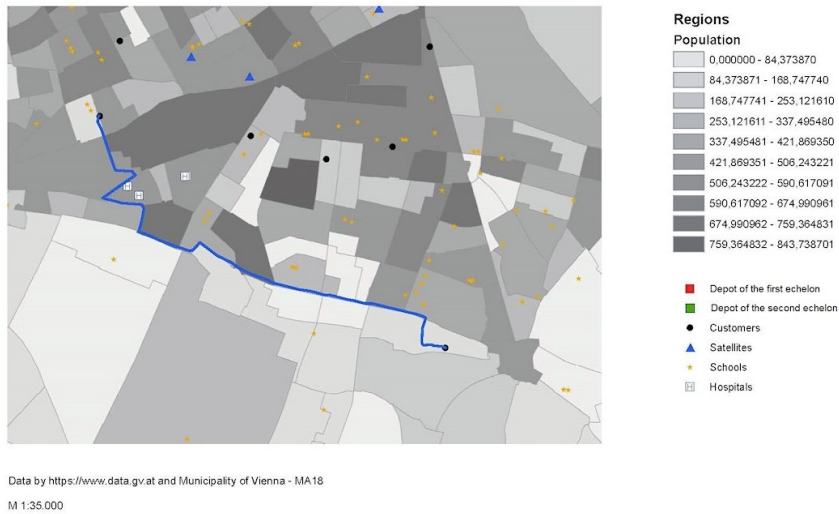 Regions
Population
0,000000 - 84,373870
84,373871 - 168,747740
168,747741 - 253,121610
253,121611 - 337,495480
337,495481 - 421,869350
421,869351 - 506,243221
506,243222 - 590,617091
590,617092 - 674,990961
674,990962 - 759,364831
759,364832 - 843,738701
Depot of the first echelon
Depot of the second echelon
Customers
Satellites
Schools
H Hospitals
H
H
H
Data by https://www.data.gv.at and Municipality of Vienna - MA18
M 1:35.000